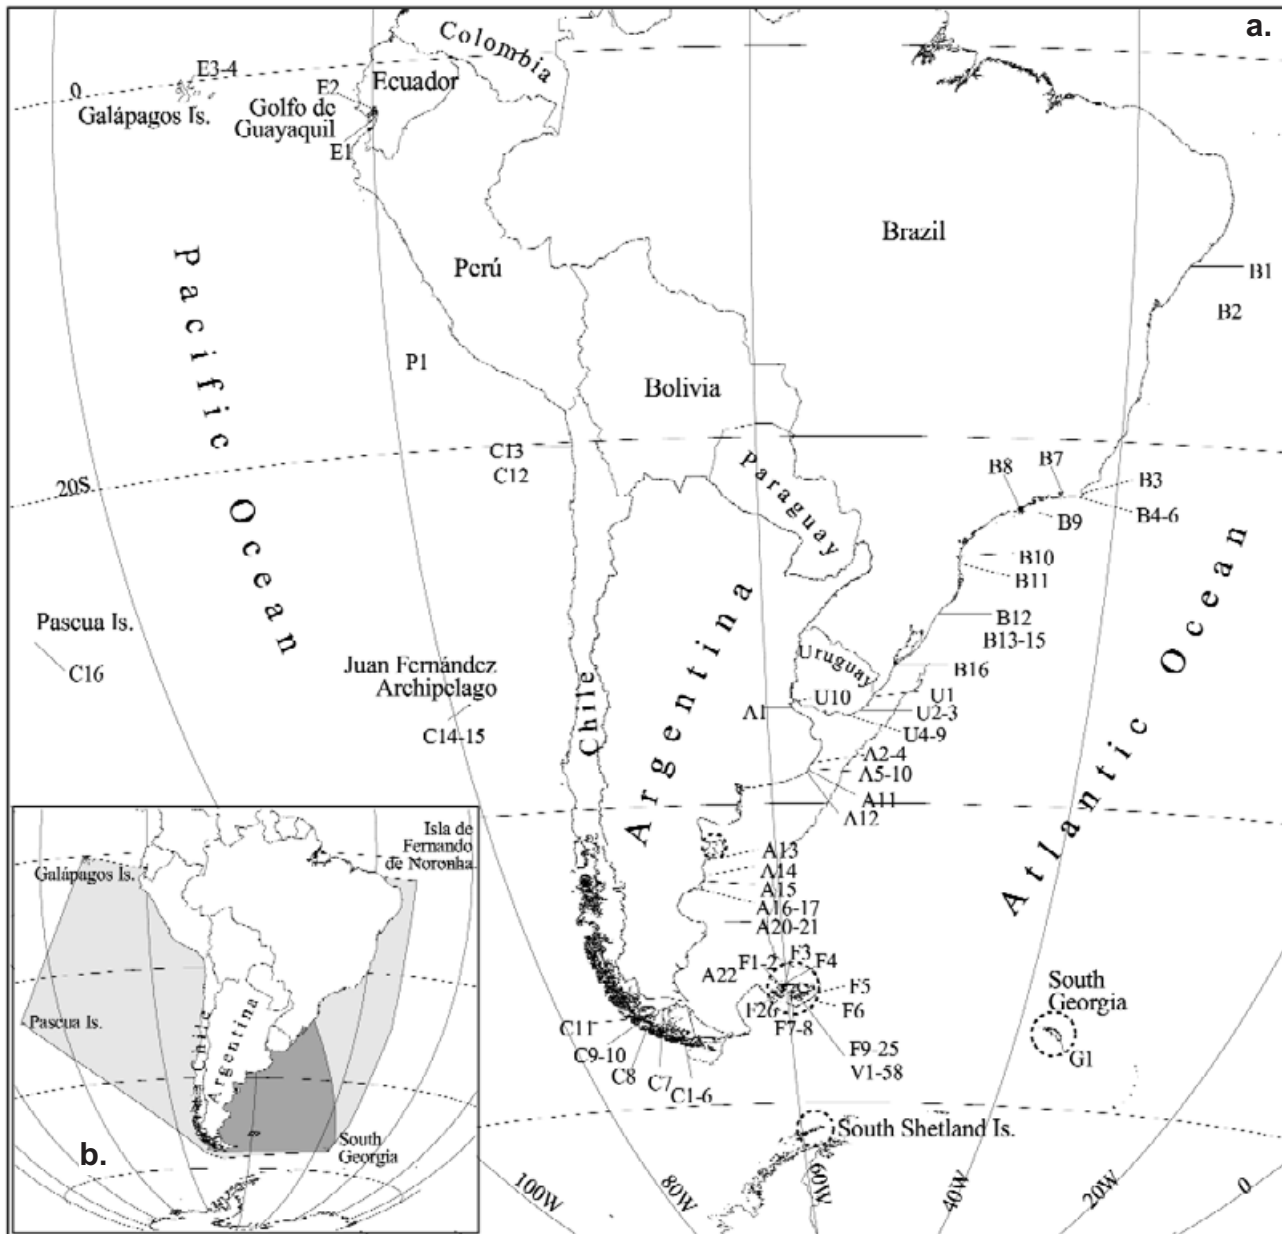 a.
Colombia
Ecuador
E3-4
0
Galápagos Is.
E2
Golfo de
Guayaquil
E1
Brazil
Perú
B1
B2
P1
Bolivia
Pacific Ocean
C13
C12
20S
Paraguay
B8
B7
B3
B4-6
B9
B10
B11
Pascua Is.
C16
Argentina
Atlantic Ocean
B12
B13-15
Juan Fernández
Archipelago
C14-15
Chile
Uruguay
B16
U10
U1
A1
U2-3
U4-9
A2-4
A5-10
A11
A12
A13
A14
A15
A16-17
A20-21
F3
F1-2
F4
A22
F5
F26
F6
F7-8
South
Georgia
G1
C11
C9-10
C8
C7
C1-6
F9-25
V1-58
South Shetland Is.
100W
80W
60W
40W
20W
0
Isla de
Fernando
de Noronha
Galápagos Is.
Pascua Is.
Chile
Argentina
South
Georgia
b.